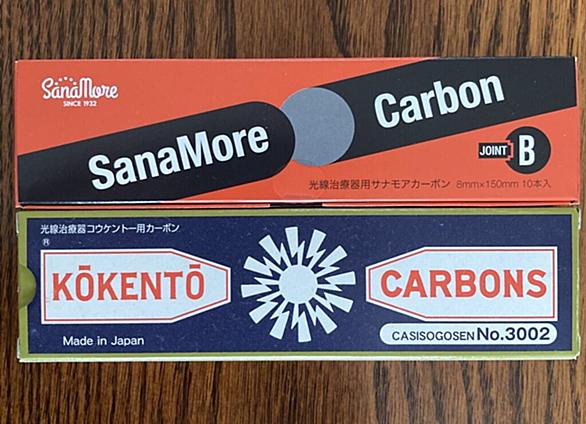 SanaMore
SINCE 1932
SanaMore Carbon
JOINT B
光線治療器用サナモアカーボン 8mm×150mm 10本入
光線治療器コウケントー用カーボン
®
KŌKENTŌ CARBONS
Made in Japan
CASISOGOSEN No.3002